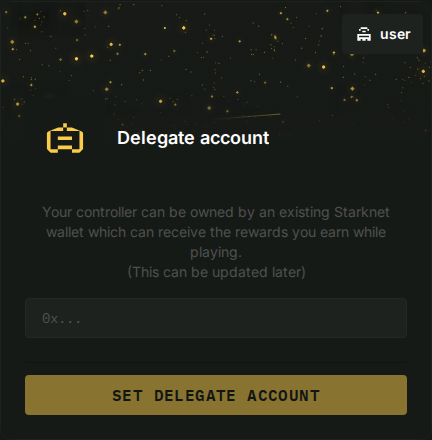 user
Delegate account
Your controller can be owned by an existing Starknet
wallet which can receive the rewards you earn while
playing.
(This can be updated later)
0x...
SET DELEGATE ACCOUNT